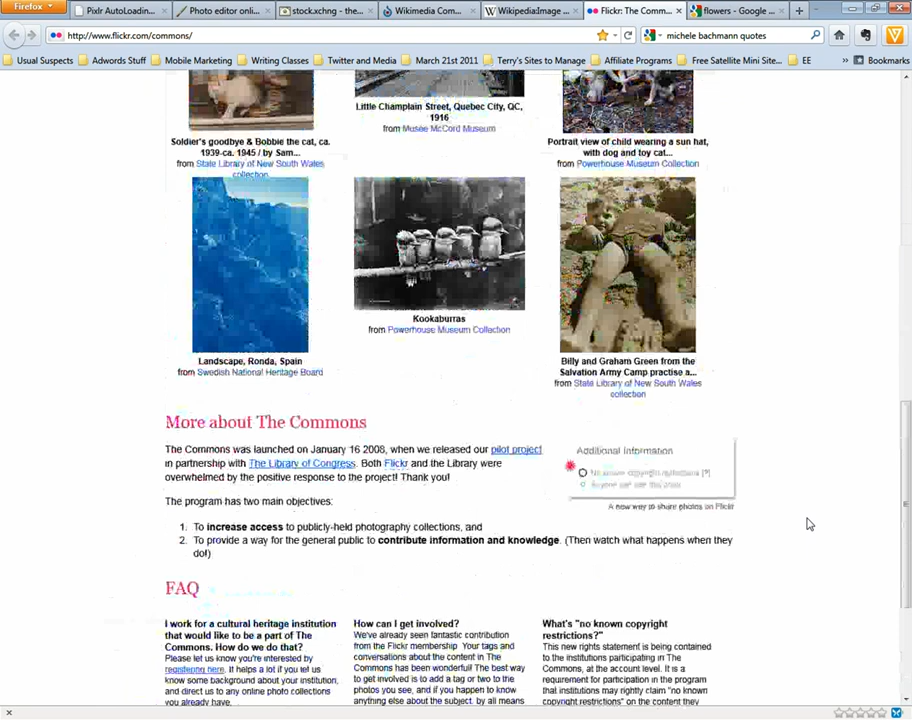 Firefox
Pixlr AutoLoadin...
Photo editor onli...
stock.xchng - the...
Wikimedia Com...
WikipediaImage ...
Flickr: The Comm...
flowers - Google ...
http://www.flickr.com/commons/
michele bachmann quotes
Usual Suspects
Adwords Stuff
Mobile Marketing
Writing Classes
Twitter and Media
March 21st 2011
Terry's Sites to Manage
Affiliate Programs
Free Satellite Mini Site...
EE
Bookmarks
Soldier's goodbye & Bobbie the cat, ca.
1939-ca. 1945 / by Sam...
from State Library of New South Wales
collection
Little Champlain Street, Quebec City, QC,
1916
from Musée McCord Museum
Portrait view of child wearing a sun hat,
with dog and toy cat...
from Powerhouse Museum Collection
Landscape, Ronda, Spain
from Swedish National Heritage Board
Kookaburras
from Powerhouse Museum Collection
Billy and Graham Green from the
Salvation Army Camp practise a...
from State Library of New South Wales
collection
More about The Commons
The Commons was launched on January 16 2008, when we released our pilot project
in partnership with The Library of Congress. Both Flickr and the Library were
overwhelmed by the positive response to the project! Thank you!
The program has two main objectives:
1. To increase access to publicly-held photography collections, and
2. To provide a way for the general public to contribute information and knowledge. (Then watch what happens when they
do!)
Additional Information
No known copyright restrictions [?]
Anyone can see this photo
A new way to share photos on Flickr
FAQ
I work for a cultural heritage institution
that would like to be a part of The
Commons. How do we do that?
Please let us know you're interested by
registering here. It helps a lot if you let us
know some background about your institution,
and direct us to any online photo collections
you already have.
How can I get involved?
We've already seen fantastic contribution
from the Flickr membership. Your tags and
conversations about the content in The
Commons has been wonderful! The best way
to get involved is to add a tag or two to the
photos you see, and if you happen to know
something about the subject, by all means
What's "no known copyright
restrictions?"
This new rights statement is being contained
to the institutions participating in The
Commons, at the account level. It is a
requirement for participation in the program
that institutions may rightly claim "no known
copyright restrictions" on the content they